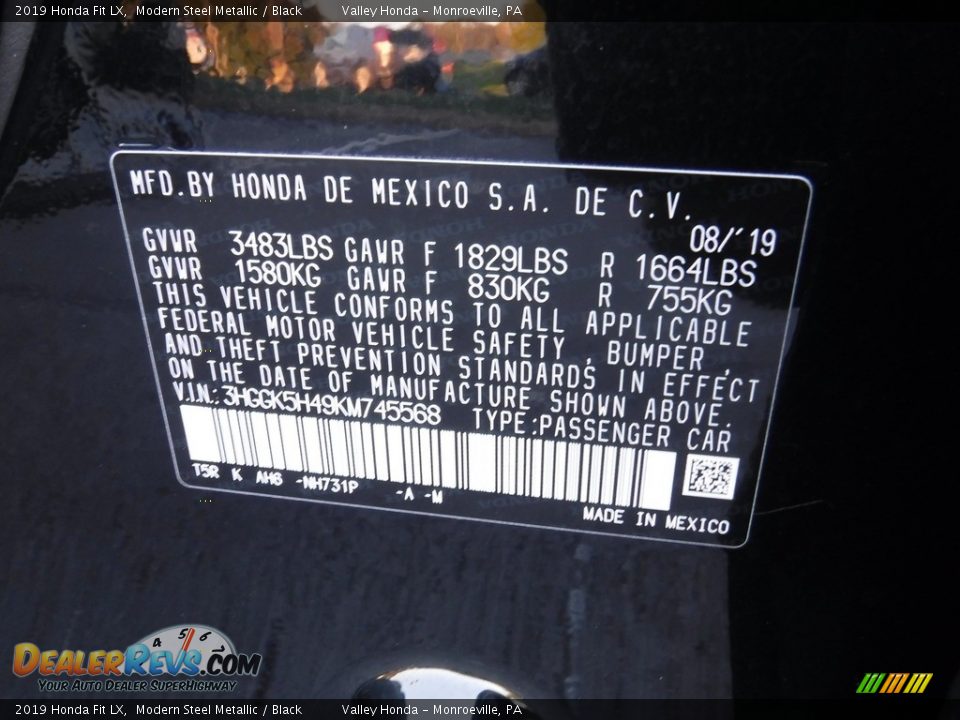 2019 Honda Fit LX, Modern Steel Metallic / Black Valley Honda - Monroeville, PA
MFD.BY HONDA DE MEXICO S.A. DE C.V.
08/'19
GVWR 3483LBS GAWR F 1829LBS R 1664LBS
GVWR 1580KG GAWR F 830KG R 755KG
THIS VEHICLE CONFORMS TO ALL APPLICABLE
FEDERAL MOTOR VEHICLE SAFETY , BUMPER ,
AND THEFT PREVENTION STANDARDS IN EFFECT
ON THE DATE OF MANUFACTURE SHOWN ABOVE.
V.I.N.: 3HGGK5H49KM745568 TYPE:PASSENGER CAR
T5R K AH6 -NH731P -A -M
MADE IN MEXICO
4 5 6
DEALERREVS.COM
YOUR AUTO DEALER SUPERHIGHWAY
2019 Honda Fit LX, Modern Steel Metallic / Black Valley Honda - Monroeville, PA